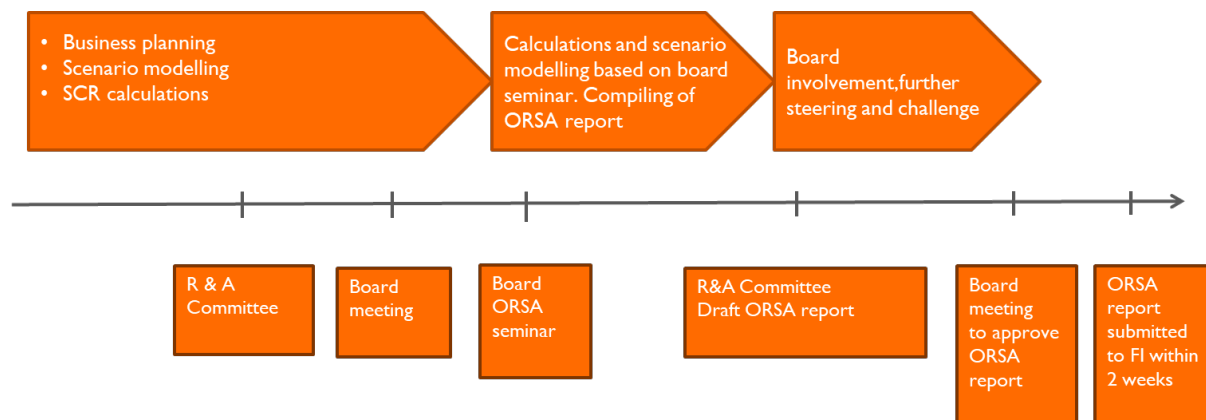 • Business planning
• Scenario modelling
• SCR calculations
Calculations and scenario
modelling based on board
seminar. Compiling of
ORSA report
Board
involvement,further
steering and challenge
R & A
Committee
Board
meeting
Board
ORSA
seminar
R&A Committee
Draft ORSA report
Board
meeting
to approve
ORSA
report
ORSA
report
submitted
to FI within
2 weeks